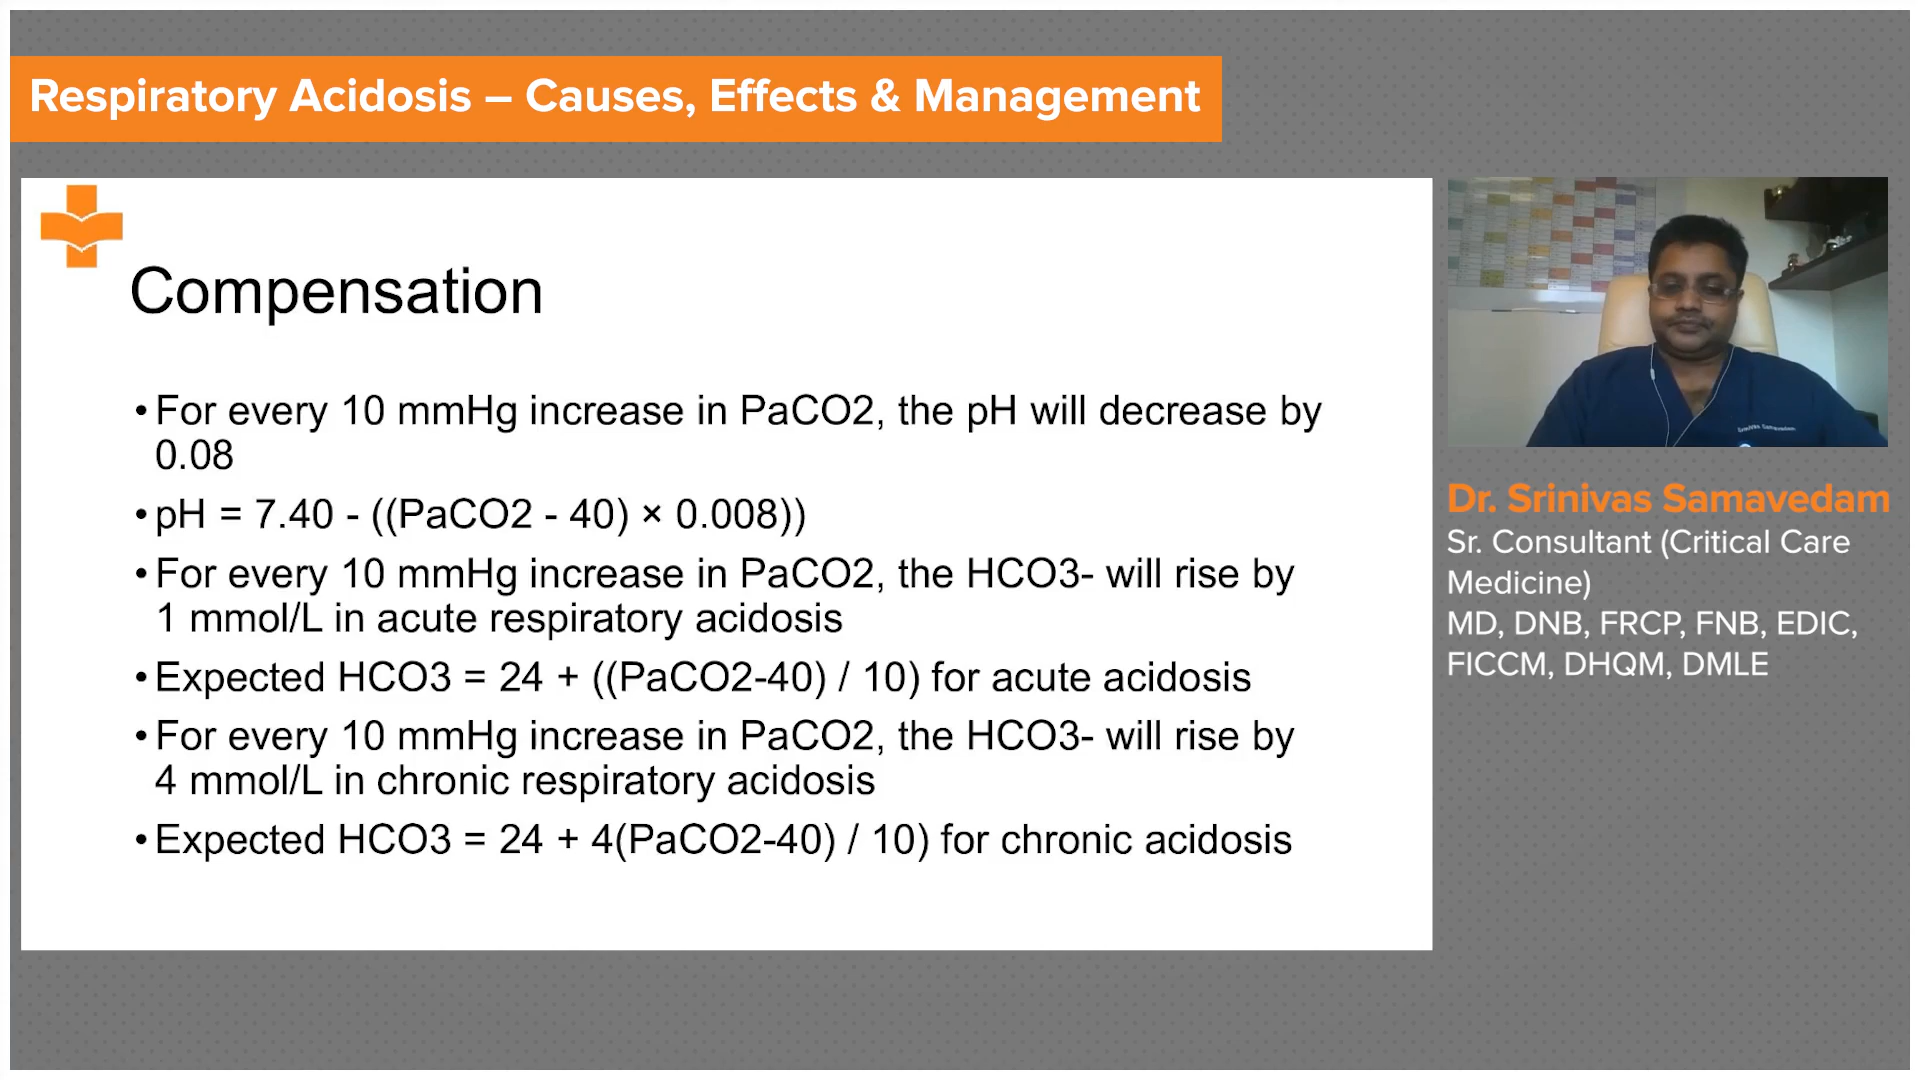 Respiratory Acidosis – Causes, Effects & Management
Compensation
•For every 10 mmHg increase in PaCO2, the pH will decrease by
0.08
•pH = 7.40 - ((PaCO2 - 40) × 0.008))
•For every 10 mmHg increase in PaCO2, the HCO3- will rise by
1 mmol/L in acute respiratory acidosis
•Expected HCO3 = 24 + ((PaCO2-40) / 10) for acute acidosis
•For every 10 mmHg increase in PaCO2, the HCO3- will rise by
4 mmol/L in chronic respiratory acidosis
•Expected HCO3 = 24 + 4(PaCO2-40) / 10) for chronic acidosis
Srinivas Samavedam
Dr. Srinivas Samavedam
Sr. Consultant (Critical Care
Medicine)
MD, DNB, FRCP, FNB, EDIC,
FICCM, DHQM, DMLE